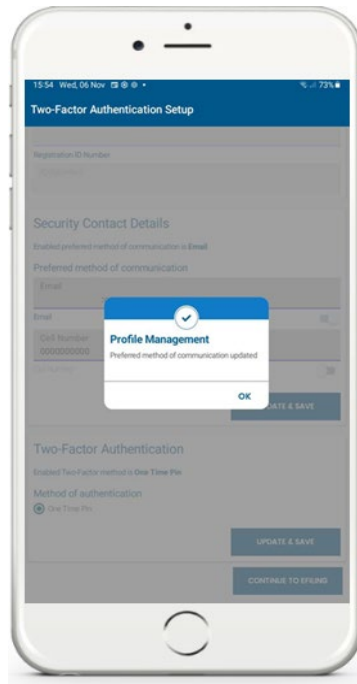 15:54 Wed, 06 Nov
73%
Two-Factor Authentication Setup
Registration ID Number
Security Contact Details
Enabled preferred method of communication is Email
Preferred method of communication
Email
Email
Cell Number
0000000000
Profile Management
Preferred method of communication updated
OK
UPDATE & SAVE
Two-Factor Authentication
Enabled Two-Factor method is One Time Pin
Method of authentication
One Time Pin
UPDATE & SAVE
CONTINUE TO EFILING